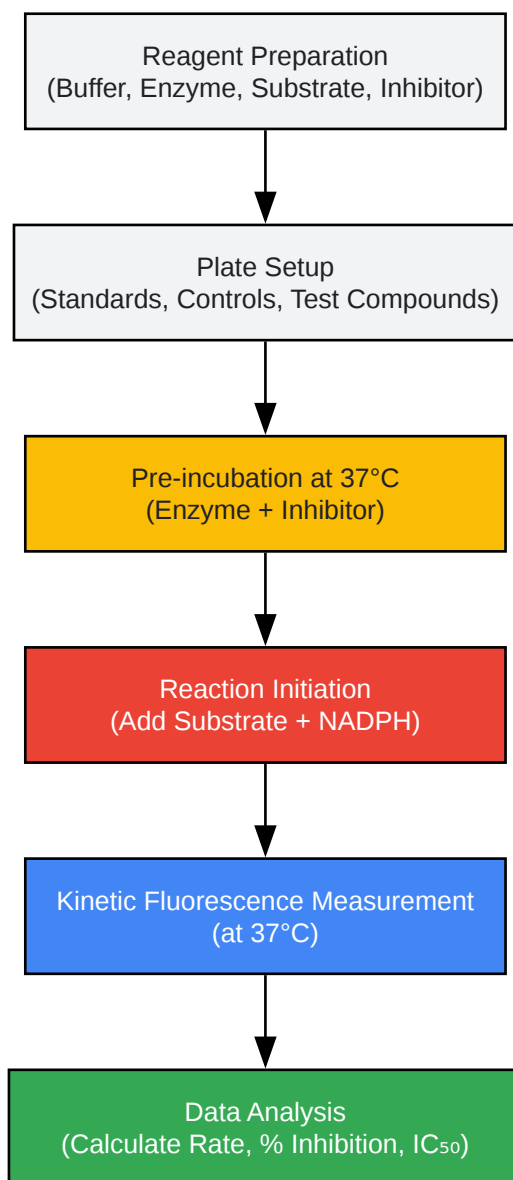 Reagent Preparation
(Buffer, Enzyme, Substrate, Inhibitor)
Plate Setup
(Standards, Controls, Test Compounds)
Pre-incubation at 37°C
(Enzyme + Inhibitor)
Reaction Initiation
(Add Substrate + NADPH)
Kinetic Fluorescence Measurement
(at 37°C)
Data Analysis
(Calculate Rate, % Inhibition, IC₅₀)